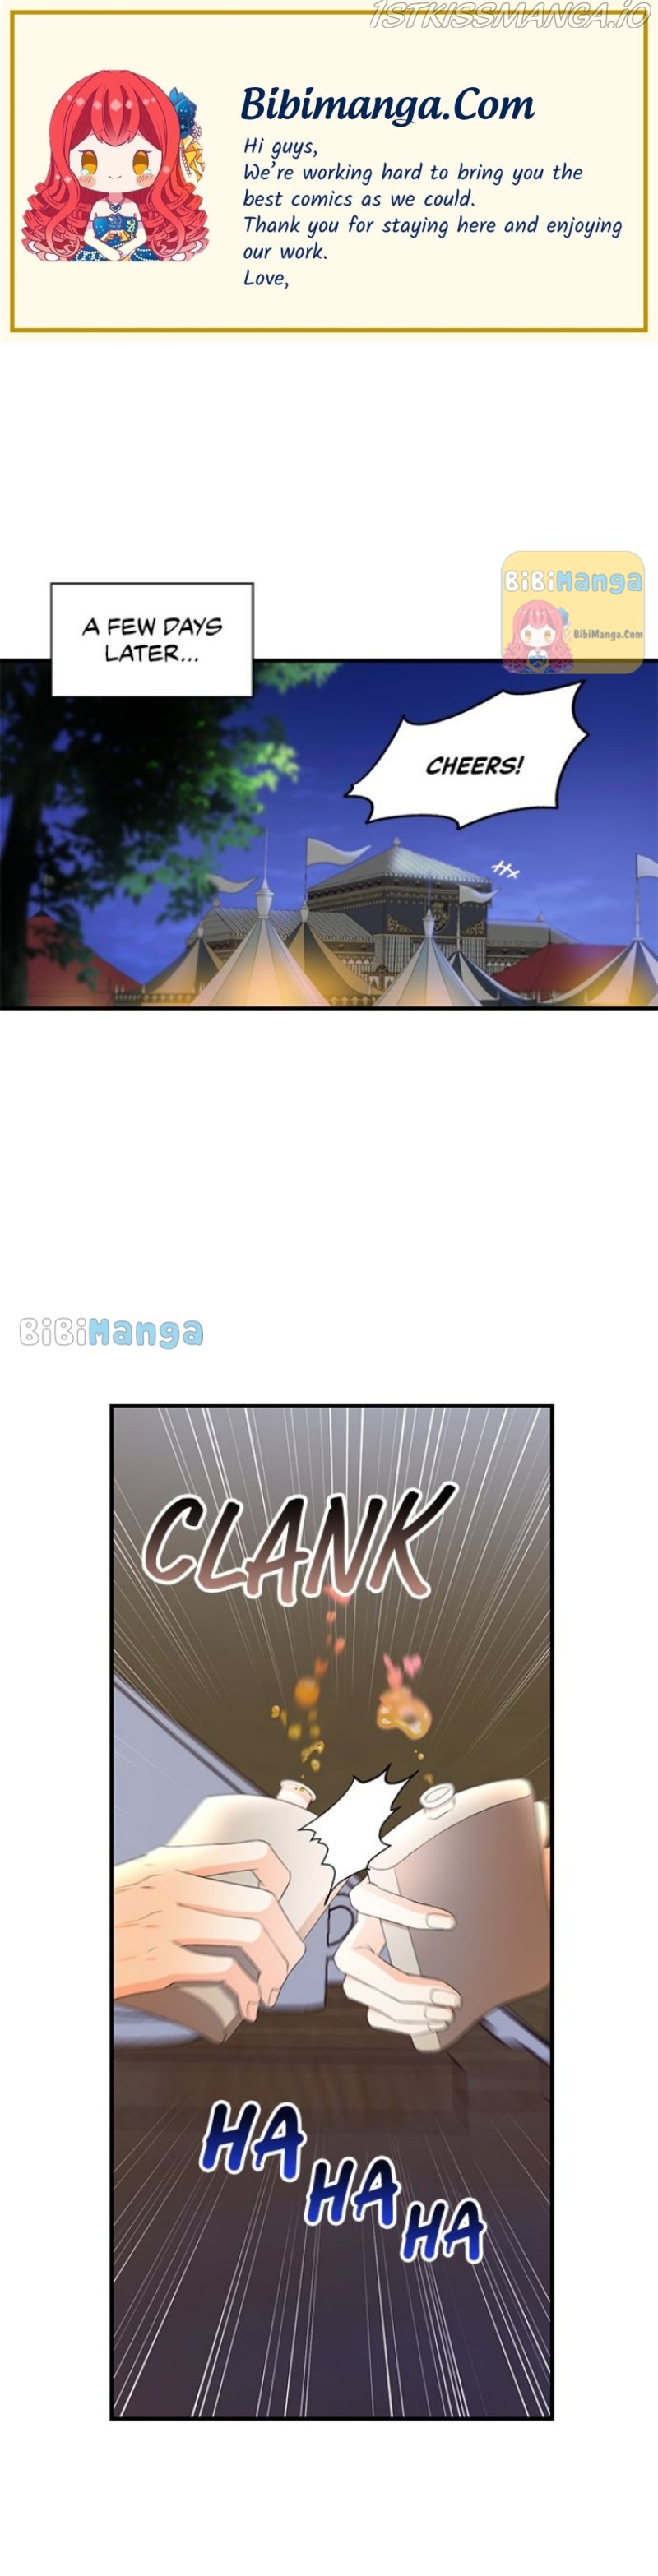 1STKISSMANGA.IO
Bibimanga.Com
Hi guys,
We're working hard to bring you the
best comics as we could.
Thank you for staying here and enjoying
our work.
Love,
A FEW DAYS
LATER...
BiBiManga
BibiManga.Com
CHEERS!
BiBiManga
CLANK
HA
HA
HA